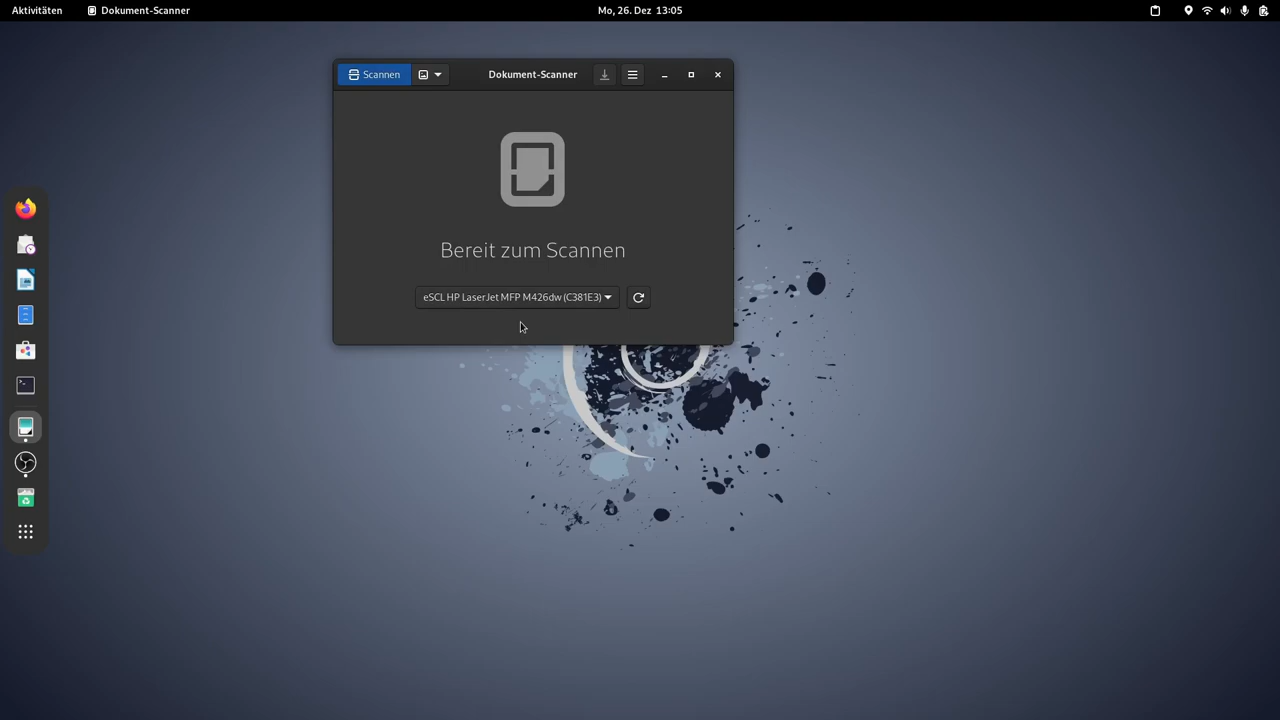 Aktivitäten
Dokument-Scanner
Mo, 26. Dez 13:05
Scannen
Dokument-Scanner
Bereit zum Scannen
eSCL HP LaserJet MFP M426dw (C381E3)